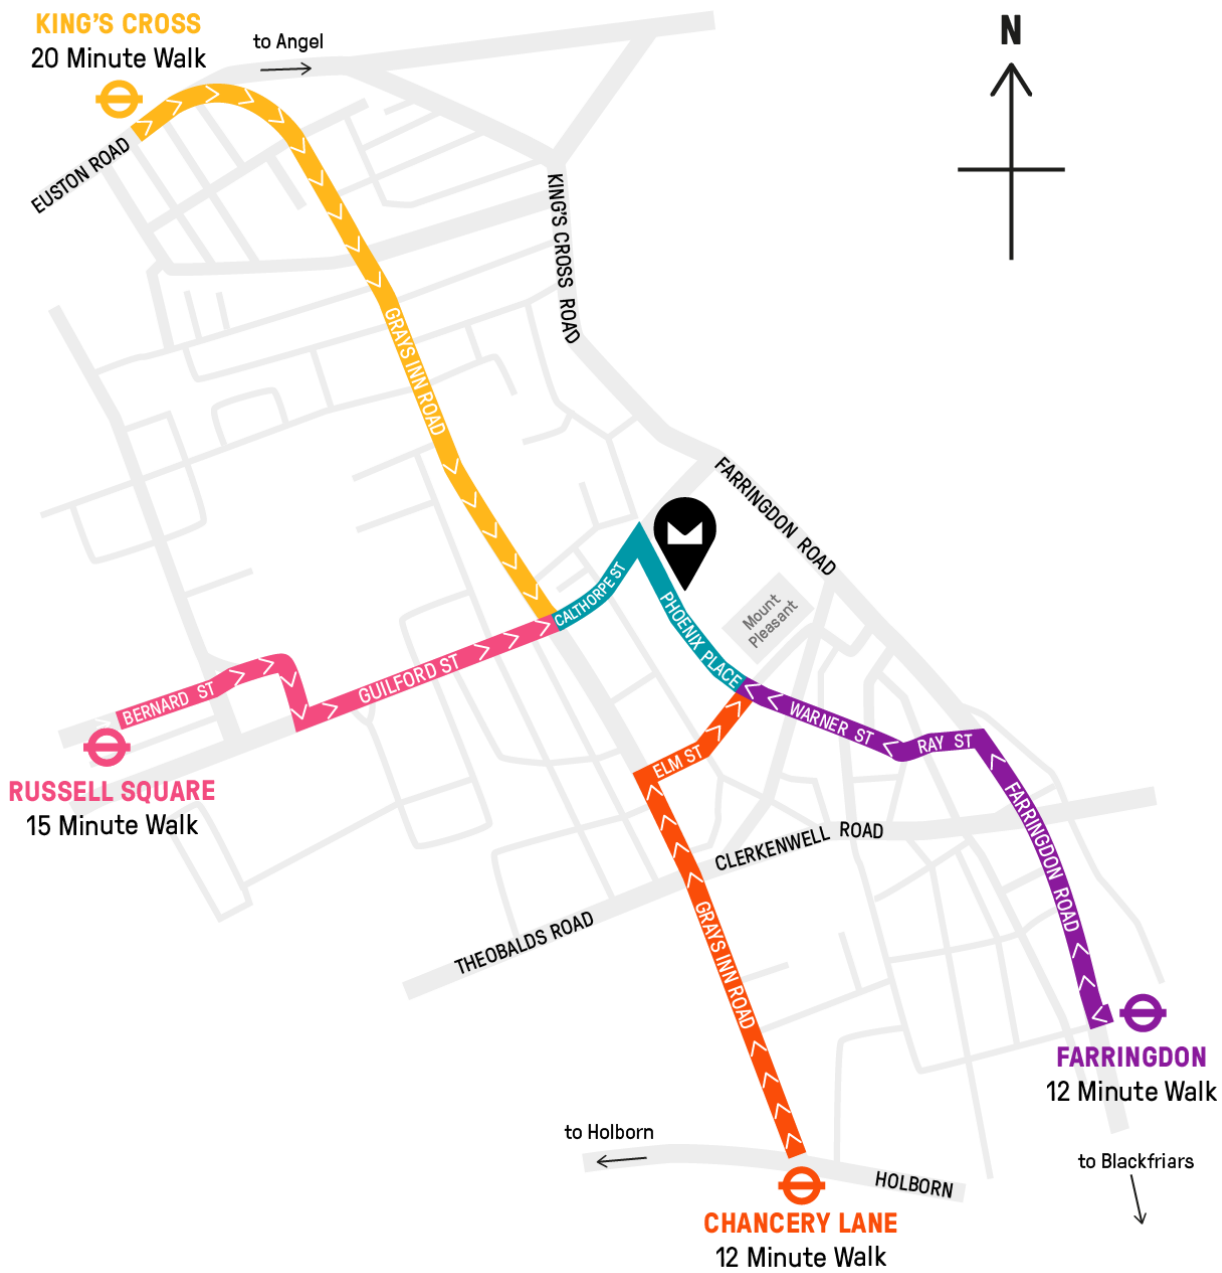 KING'S CROSS
20 Minute Walk
to Angel
N
EUSTON ROAD
KING'S CROSS ROAD
GRAYS INN ROAD
FARRINGDON ROAD
CALTHORPE ST
PHOENIX PLACE
Mount
Pleasant
BERNARD ST
GUILFORD ST
WARNER ST
RAY ST
ELM ST
RUSSELL SQUARE
15 Minute Walk
FARRINGDON ROAD
CLERKENWELL ROAD
THEOBALDS ROAD
GRAYS INN ROAD
FARRINGDON
12 Minute Walk
to Holborn
to Blackfriars
HOLBORN
CHANCERY LANE
12 Minute Walk